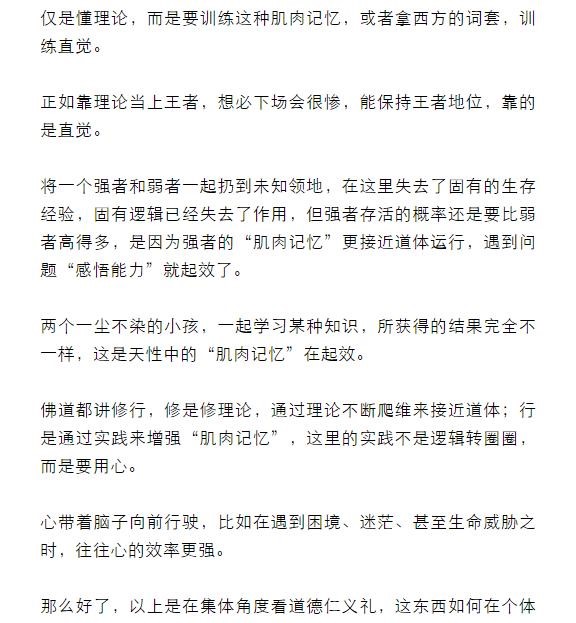 仅是懂理论，而是要训练这种肌肉记忆，或者拿西方的词套，训
练直觉。
正如靠理论当上王者，想必下场会很惨，能保持王者地位，靠的
是直觉。
将一个强者和弱者一起扔到未知领地，在这里失去了固有的生存
经验，固有逻辑已经失去了作用，但强者存活的概率还是要比弱
者高得多，是因为强者的“肌肉记忆”更接近道体运行，遇到问
题“感悟能力”就起效了。
两个一尘不染的小孩，一起学习某种知识，所获得的结果完全不
一样，这是天性中的“肌肉记忆”在起效。
佛道都讲修行，修是修理论，通过理论不断爬维来接近道体；行
是通过实践来增强“肌肉记忆”，这里的实践不是逻辑转圈圈，
而是要用心。
心带着脑子向前行驶，比如在遇到困境、迷茫、甚至生命威胁之
时，往往心的效率更强。
那么好了，以上是在集体角度看道德仁义礼，这东西如何在个体